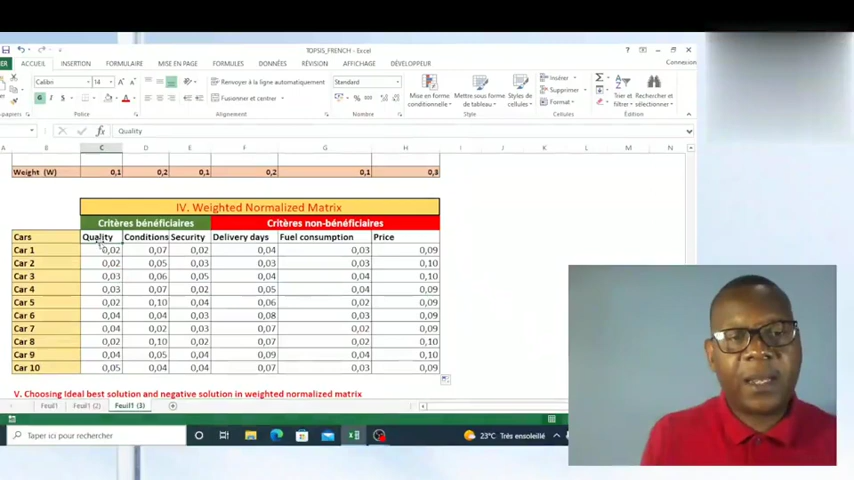 TOPSIS_FRENCH - Excel
ACCUEIL INSERTION FORMULAIRE MISE EN PAGE FORMULES DONNÉES RÉVISION AFFICHAGE DÉVELOPPEUR
Connexion
Calibri 14 Renvoyer à la ligne automatiquement Standard Insérer
G I S Fusionner et centrer Mise en forme conditionnelle Mettre sous forme de tableau Styles de cellules Supprimer Format Trier et filtrer Rechercher et sélectionner
Police Alignement Nombre Style Cellules Édition
Quality
A B C D E F G H I J K L M N
Weight (W) 0,1 0,2 0,1 0,2 0,1 0,3
IV. Weighted Normalized Matrix
Critères bénéficiaires Critères non-bénéficiaires
Cars Quality Conditions Security Delivery days Fuel consumption Price
Car 1 0,02 0,07 0,02 0,04 0,03 0,09
Car 2 0,02 0,05 0,03 0,03 0,03 0,10
Car 3 0,03 0,06 0,05 0,04 0,04 0,10
Car 4 0,03 0,07 0,02 0,05 0,04 0,09
Car 5 0,02 0,10 0,04 0,06 0,02 0,09
Car 6 0,04 0,04 0,04 0,08 0,03 0,09
Car 7 0,04 0,02 0,03 0,07 0,02 0,09
Car 8 0,02 0,10 0,02 0,07 0,04 0,10
Car 9 0,04 0,05 0,04 0,09 0,04 0,10
Car 10 0,05 0,04 0,04 0,07 0,03 0,09
V. Choosing Ideal best solution and negative solution in weighted normalized matrix
Feuil1 Feuil1 (2) Feuil1 (3)
Taper ici pour rechercher
23°C Très ensoleillé